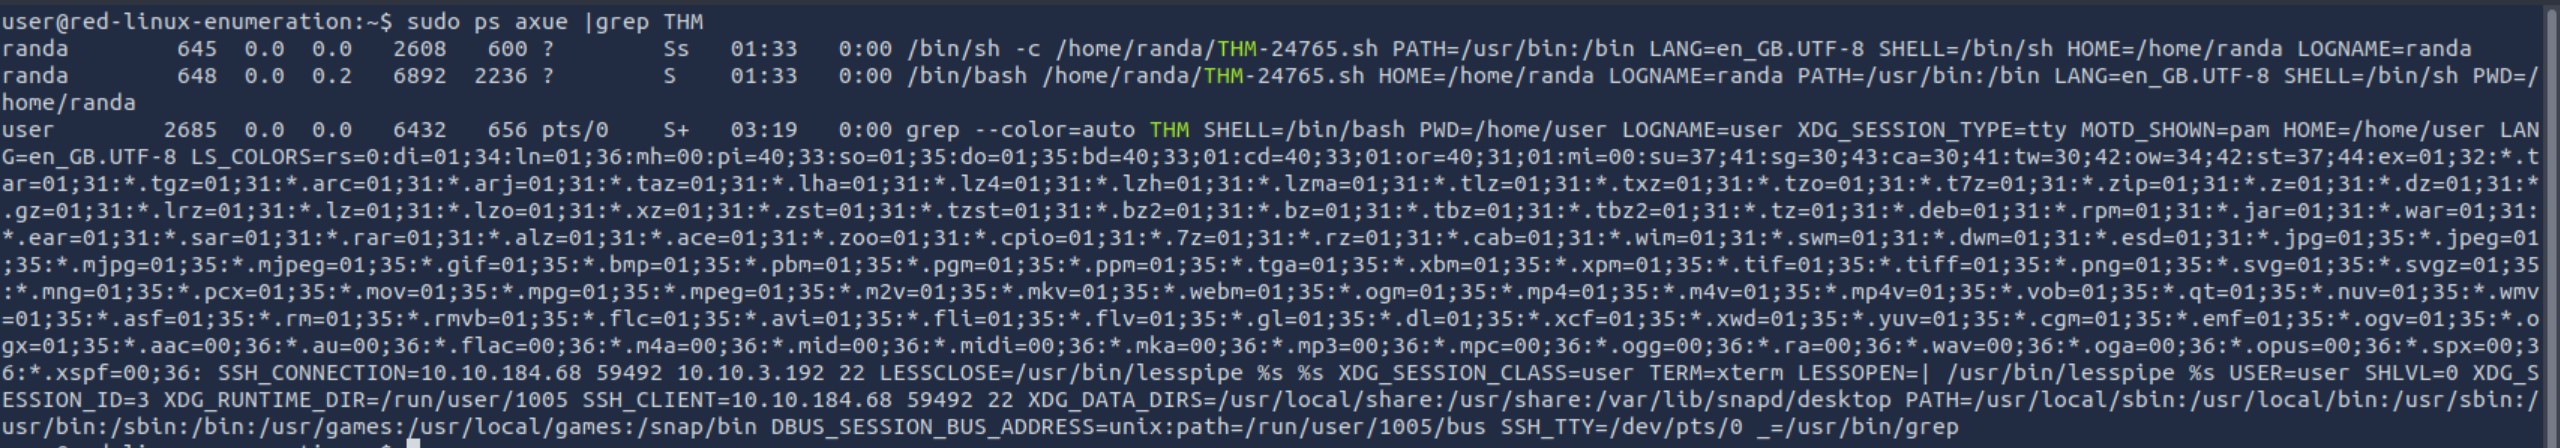 user@red-linux-enumeration:~$ sudo ps axue |grep THM
randa        645  0.0  0.0   2608   600 ?        Ss   01:33   0:00 /bin/sh -c /home/randa/THM-24765.sh PATH=/usr/bin:/bin LANG=en_GB.UTF-8 SHELL=/bin/sh HOME=/home/randa LOGNAME=randa
randa        648  0.0  0.2   6892  2236 ?        S    01:33   0:00 /bin/bash /home/randa/THM-24765.sh HOME=/home/randa LOGNAME=randa PATH=/usr/bin:/bin LANG=en_GB.UTF-8 SHELL=/bin/sh PWD=/
home/randa
user        2685  0.0  0.0   6432   656 pts/0    S+   03:19   0:00 grep --color=auto THM SHELL=/bin/bash PWD=/home/user LOGNAME=user XDG_SESSION_TYPE=tty MOTD_SHOWN=pam HOME=/home/user LAN
G=en_GB.UTF-8 LS_COLORS=rs=0:di=01;34:ln=01;36:mh=00:pi=40;33:so=01;35:do=01;35:bd=40;33;01:cd=40;33;01:or=40;31;01:mi=00:su=37;41:sg=30;43:ca=30;41:tw=30;42:ow=34;42:st=37;44:ex=01;32:*.t
ar=01;31:*.tgz=01;31:*.arc=01;31:*.arj=01;31:*.taz=01;31:*.lha=01;31:*.lz4=01;31:*.lzh=01;31:*.lzma=01;31:*.tlz=01;31:*.txz=01;31:*.tzo=01;31:*.t7z=01;31:*.zip=01;31:*.z=01;31:*.dz=01;31:*
.gz=01;31:*.lrz=01;31:*.lz=01;31:*.lzo=01;31:*.xz=01;31:*.zst=01;31:*.tzst=01;31:*.bz2=01;31:*.bz=01;31:*.tbz=01;31:*.tbz2=01;31:*.tz=01;31:*.deb=01;31:*.rpm=01;31:*.jar=01;31:*.war=01;31:
*.ear=01;31:*.sar=01;31:*.rar=01;31:*.alz=01;31:*.ace=01;31:*.zoo=01;31:*.cpio=01;31:*.7z=01;31:*.rz=01;31:*.cab=01;31:*.wim=01;31:*.swm=01;31:*.dwm=01;31:*.esd=01;31:*.jpg=01;35:*.jpeg=01
;35:*.mjpg=01;35:*.mjpeg=01;35:*.gif=01;35:*.bmp=01;35:*.pbm=01;35:*.pgm=01;35:*.ppm=01;35:*.tga=01;35:*.xbm=01;35:*.xpm=01;35:*.tif=01;35:*.tiff=01;35:*.png=01;35:*.svg=01;35:*.svgz=01;35
:*.mng=01;35:*.pcx=01;35:*.mov=01;35:*.mpg=01;35:*.mpeg=01;35:*.m2v=01;35:*.mkv=01;35:*.webm=01;35:*.ogm=01;35:*.mp4=01;35:*.m4v=01;35:*.mp4v=01;35:*.vob=01;35:*.qt=01;35:*.nuv=01;35:*.wmv
=01;35:*.asf=01;35:*.rm=01;35:*.rmvb=01;35:*.flc=01;35:*.avi=01;35:*.fli=01;35:*.flv=01;35:*.gl=01;35:*.dl=01;35:*.xcf=01;35:*.xwd=01;35:*.yuv=01;35:*.cgm=01;35:*.emf=01;35:*.ogv=01;35:*.o
gx=01;35:*.aac=00;36:*.au=00;36:*.flac=00;36:*.m4a=00;36:*.mid=00;36:*.midi=00;36:*.mka=00;36:*.mp3=00;36:*.mpc=00;36:*.ogg=00;36:*.ra=00;36:*.wav=00;36:*.oga=00;36:*.opus=00;36:*.spx=00;3
6:*.xspf=00;36: SSH_CONNECTION=10.10.184.68 59492 10.10.3.192 22 LESSCLOSE=/usr/bin/lesspipe %s %s XDG_SESSION_CLASS=user TERM=xterm LESSOPEN=| /usr/bin/lesspipe %s USER=user SHLVL=0 XDG_S
ESSION_ID=3 XDG_RUNTIME_DIR=/run/user/1005 SSH_CLIENT=10.10.184.68 59492 22 XDG_DATA_DIRS=/usr/local/share:/usr/share:/var/lib/snapd/desktop PATH=/usr/local/sbin:/usr/local/bin:/usr/sbin:/
usr/bin:/sbin:/bin:/usr/games:/usr/local/games:/snap/bin DBUS_SESSION_BUS_ADDRESS=unix:path=/run/user/1005/bus SSH_TTY=/dev/pts/0 _=/usr/bin/grep